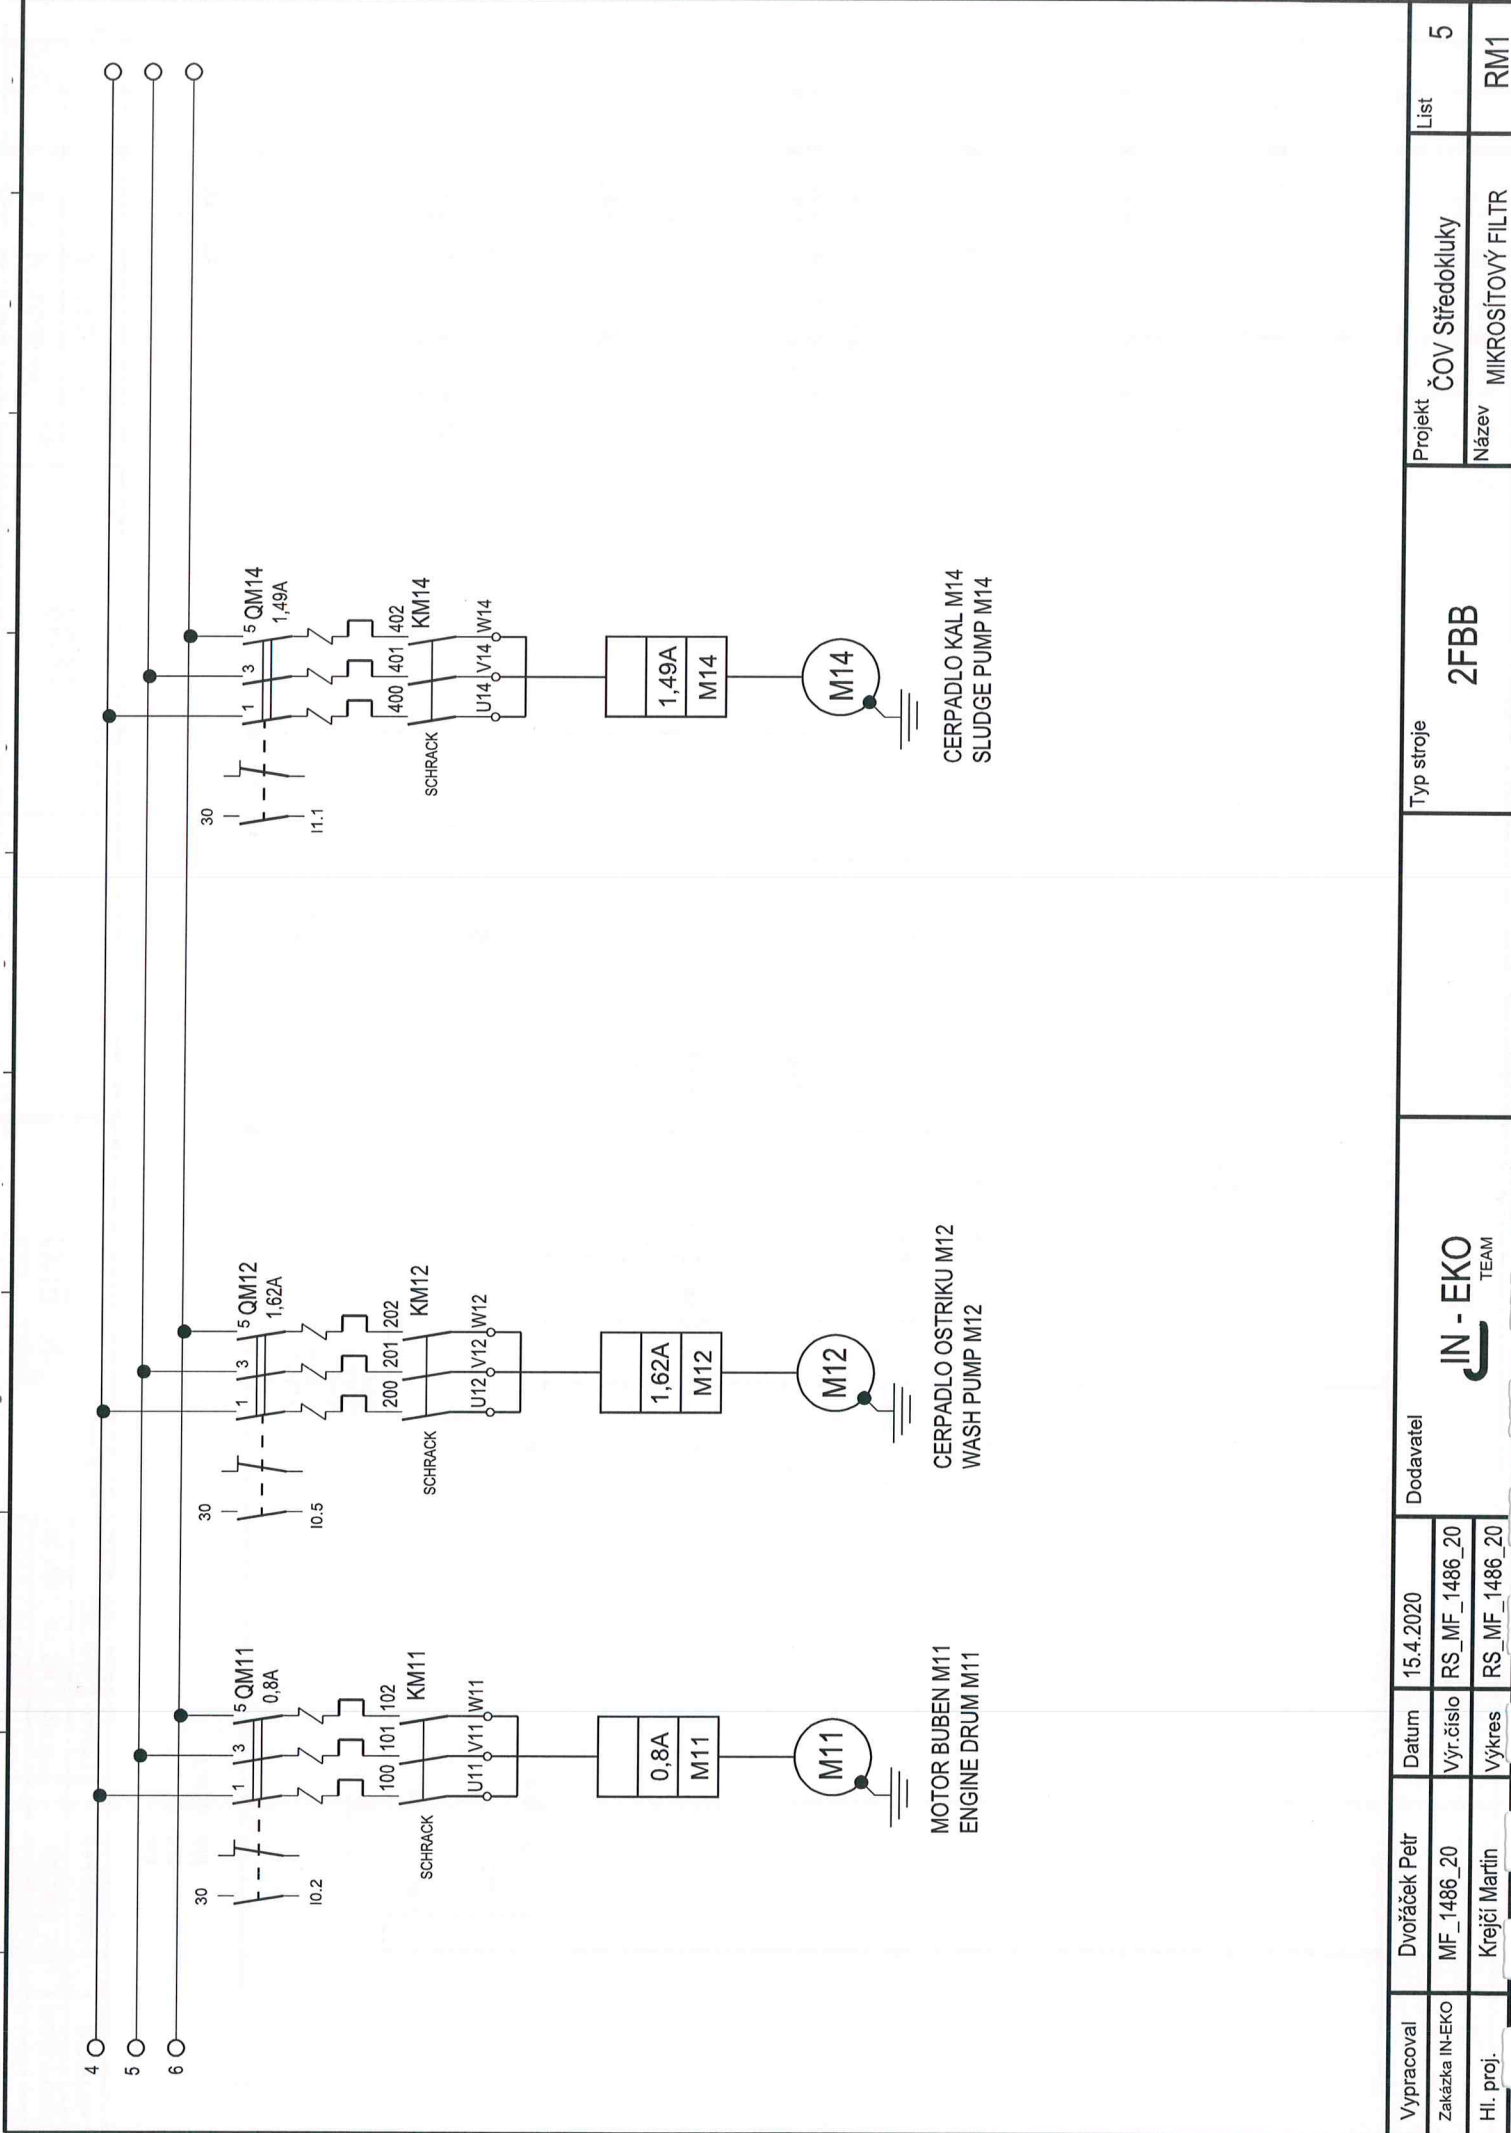 4
5
6
30
I0.2
1
3
5
QM11
0,8A
100
101
102
KM11
SCHRACK
U11
V11
W11
0,8A
M11
M11
MOTOR BUBEN M11
ENGINE DRUM M11
30
I0.5
1
3
5
QM12
1,62A
200
201
202
KM12
SCHRACK
U12
V12
W12
1,62A
M12
M12
CERPADLO OSTRIKU M12
WASH PUMP M12
30
I1.1
1
3
5
QM14
1,49A
400
401
402
KM14
SCHRACK
U14
V14
W14
1,49A
M14
M14
CERPADLO KAL M14
SLUDGE PUMP M14
Vypracoval
Dvořáček Petr
Datum
15.4.2020
Zakázka IN-EKO
MF_1486_20
Výr.číslo
RS_MF_1486_20
Hl. proj.
Krejčí Martin
Výkres
RS_MF_1486_20
Dodavatel
IN - EKO
TEAM
Typ stroje
2FBB
Projekt
ČOV Středokluky
List
5
Název
MIKROSÍTOVÝ FILTR
RM1